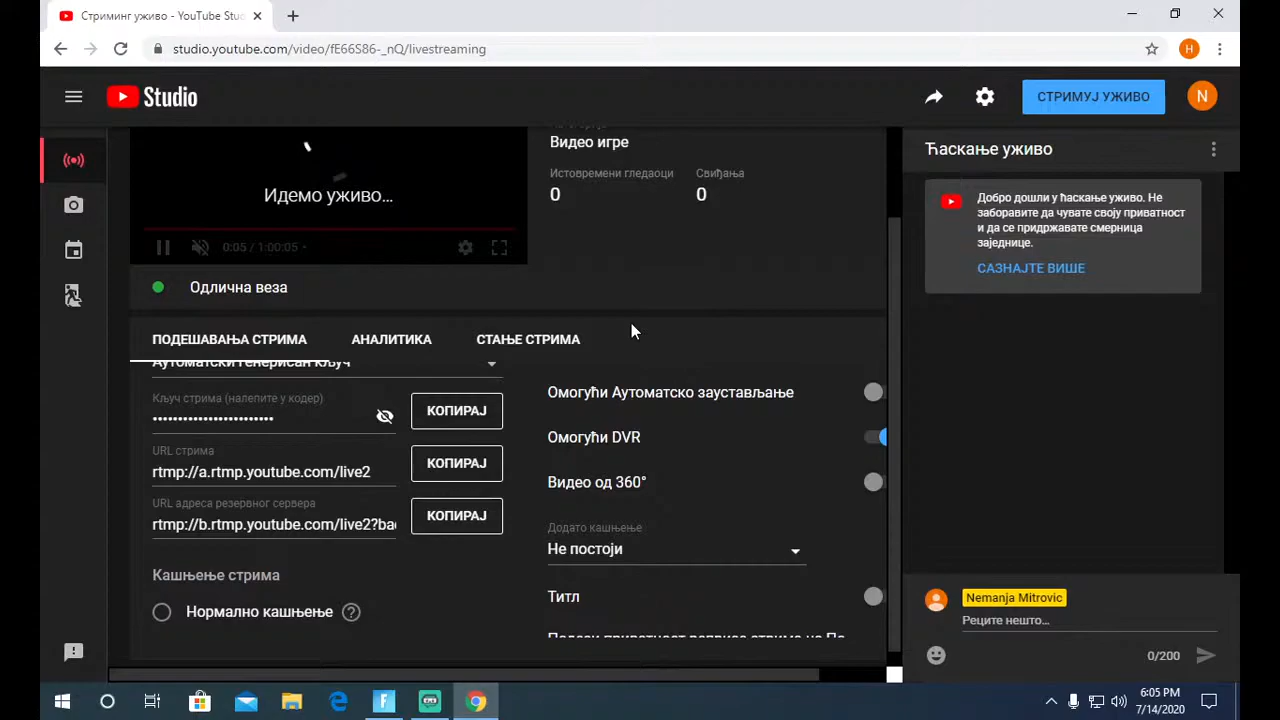 Стриминг уживо - YouTube Stu
studio.youtube.com/video/fE66S86-_nQ/livestreaming
H
Studio
СТРИМУЈ УЖИВО
N
Видео игре
Истовремени гледаоци
Свиђања
0
0
Идемо уживо...
0:05 / 1:00:05
Одлична веза
ПОДЕШАВАЊА СТРИМА
АНАЛИТИКА
СТАЊЕ СТРИМА
Аутоматски генерисан кључ
Кључ стрима (налепите у кодер)
••••••••••••••••••••••••
КОПИРАЈ
URL стрима
rtmp://a.rtmp.youtube.com/live2
КОПИРАЈ
URL адреса резервног сервера
rtmp://b.rtmp.youtube.com/live2?bac
КОПИРАЈ
Кашњење стрима
Нормално кашњење
Омогући Аутоматско заустављање
Омогући DVR
Видео од 360°
Додато кашњење
Не постоји
Титл
Ћаскање уживо
Добро дошли у ћаскање уживо. Не
заборавите да чувате своју приватност
и да се придржавате смерница
заједнице.
САЗНАЈТЕ ВИШЕ
Nemanja Mitrovic
Реците нешто...
0/200
6:05 PM
7/14/2020